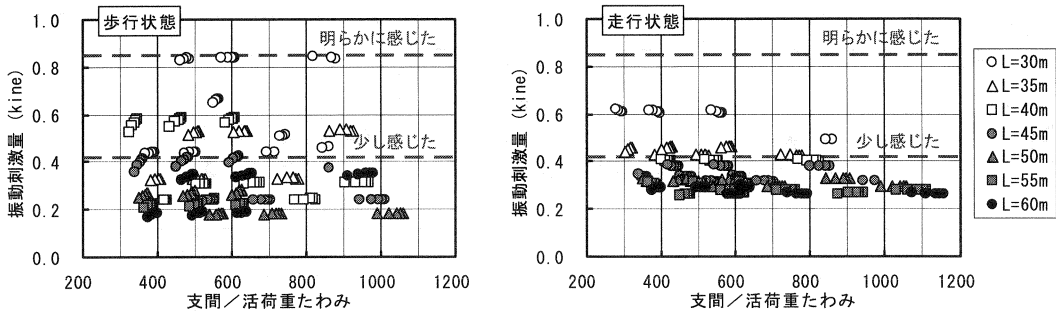 歩行状態
明らかに感じた
少し感じた
1.0
0.8
0.6
0.4
0.2
0.0
振動刺激量 (kine)
200 400 600 800 1000 1200
支間／活荷重たわみ
走行状態
明らかに感じた
少し感じた
1.0
0.8
0.6
0.4
0.2
0.0
振動刺激量 (kine)
200 400 600 800 1000 1200
支間／活荷重たわみ
L=30m
L=35m
L=40m
L=45m
L=50m
L=55m
L=60m